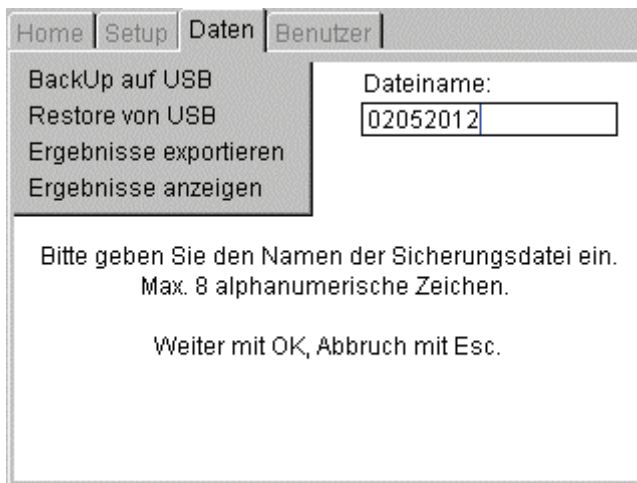 Home Setup Daten Benutzer
BackUp auf USB
Restore von USB
Ergebnisse exportieren
Ergebnisse anzeigen
Dateiname:
02052012
Bitte geben Sie den Namen der Sicherungsdatei ein.
Max. 8 alphanumerische Zeichen.
Weiter mit OK, Abbruch mit Esc.